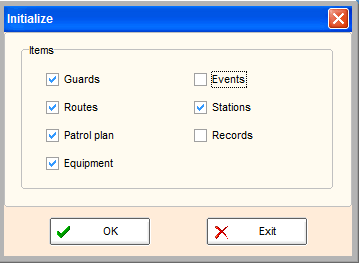 Initialize
Items
Guards
Events
Routes
Stations
Patrol plan
Records
Equipment
OK
Exit